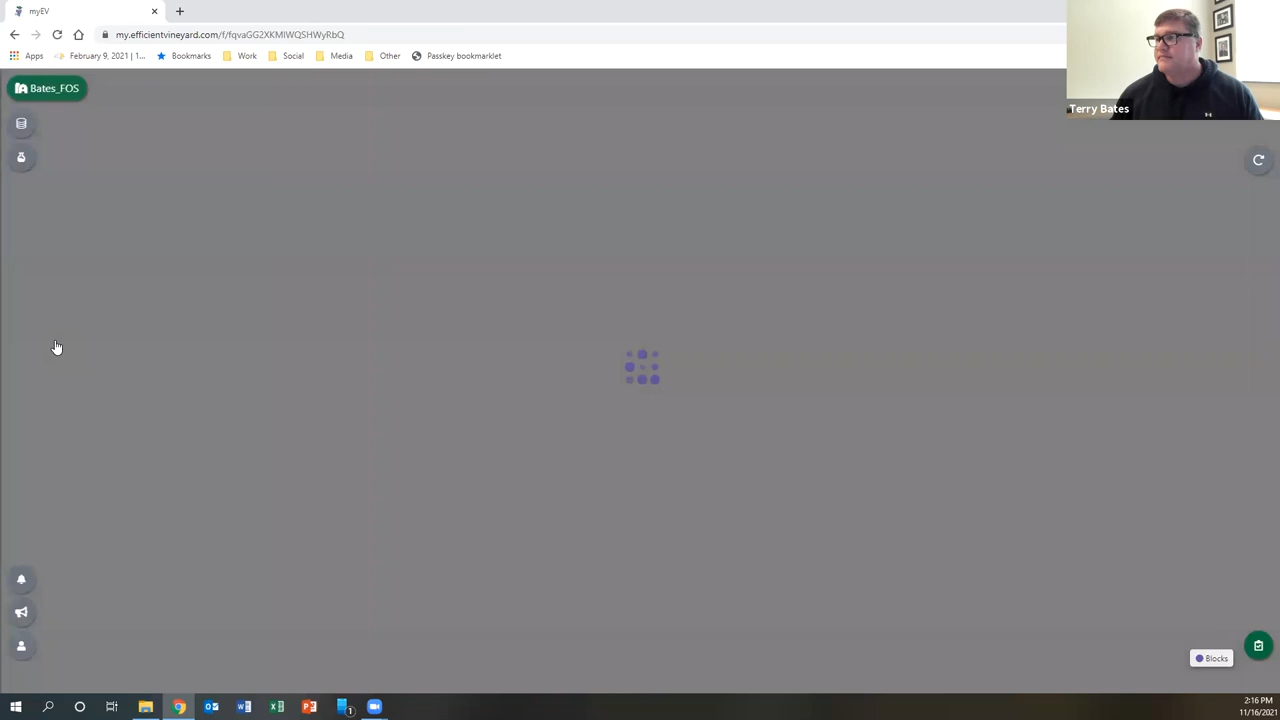 myEV
my.efficientvineyard.com/f/fqvaGG2XKMIWQSHWyRbQ
Apps
February 9, 2021 | 1...
Bookmarks
Work
Social
Media
Other
Passkey bookmarklet
Terry Bates
Bates_FOS
Blocks
1
2:16 PM
11/16/2021